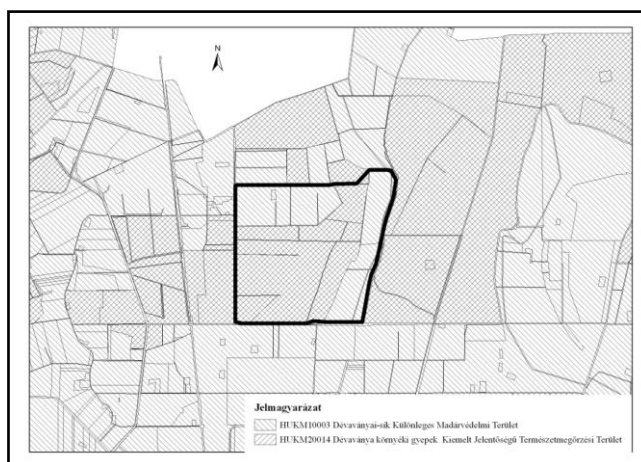 N
Jelmagyarázat
HUKM10003 Dévaványai-sík Különleges Madárvédelmi Terület
HUKM20014 Dévaványa környéki gyepek Kiemelt Jelentőségű Természetmegőrzési Terület